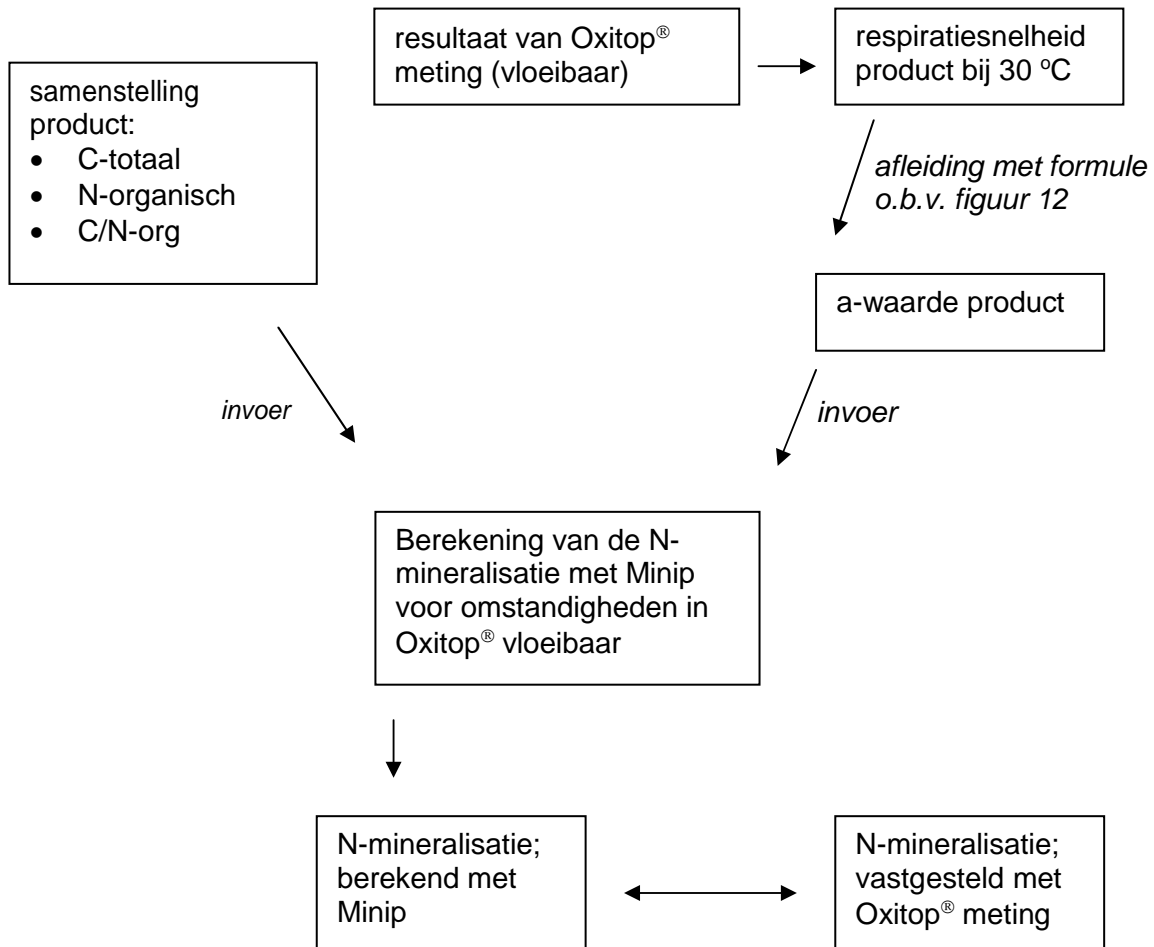 samenstelling
product:
• C-totaal
• N-organisch
• C/N-org
resultaat van Oxitop®
meting (vloeibaar)
respiratiesnelheid
product bij 30 °C
afleiding met formule
o.b.v. figuur 12
a-waarde product
invoer
invoer
Berekening van de N-
mineralisatie met Minip
voor omstandigheden in
Oxitop® vloeibaar
N-mineralisatie;
berekend met
Minip
N-mineralisatie;
vastgesteld met
Oxitop® meting